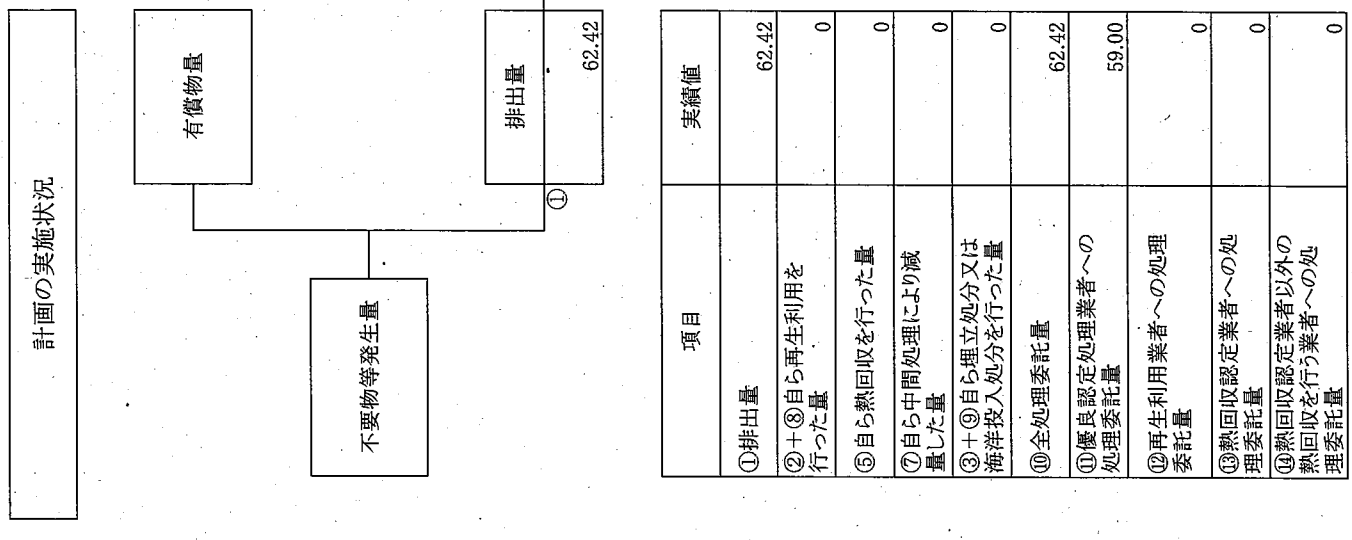 計画の実施状況
有償物量
不要物等発生量
排出量
①
62.42
項目
実績値
①排出量
62.42
②+⑧自ら再生利用を
行った量
0
⑤自ら熱回収を行った量
0
⑦自ら中間処理により減
量した量
0
③+⑨自ら埋立処分又は
海洋投入処分を行った量
0
⑩全処理委託量
62.42
⑪優良認定処理業者への
処理委託量
59.00
⑫再生利用業者への処理
委託量
0
⑬熱回収認定業者への処
理委託量
0
⑭熱回収認定業者以外の
熱回収を行う業者への処
理委託量
0